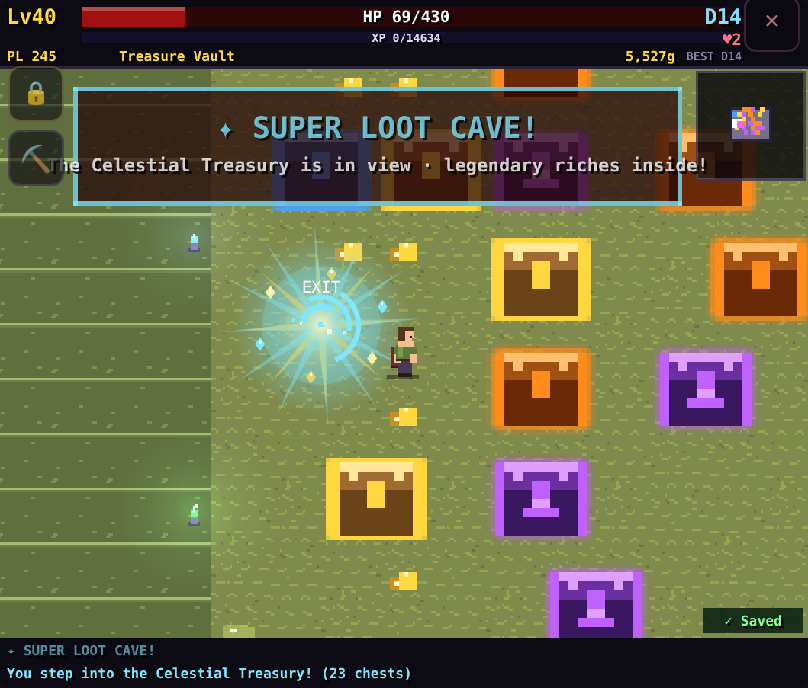 Lv40
HP 69/430
D14
×
XP 0/14634
♥2
PL 245
Treasure Vault
5,527g
BEST D14
✦ SUPER LOOT CAVE!
The Celestial Treasury is in view · legendary riches inside!
EXIT
✓ Saved
✦ SUPER LOOT CAVE!
You step into the Celestial Treasury! (23 chests)